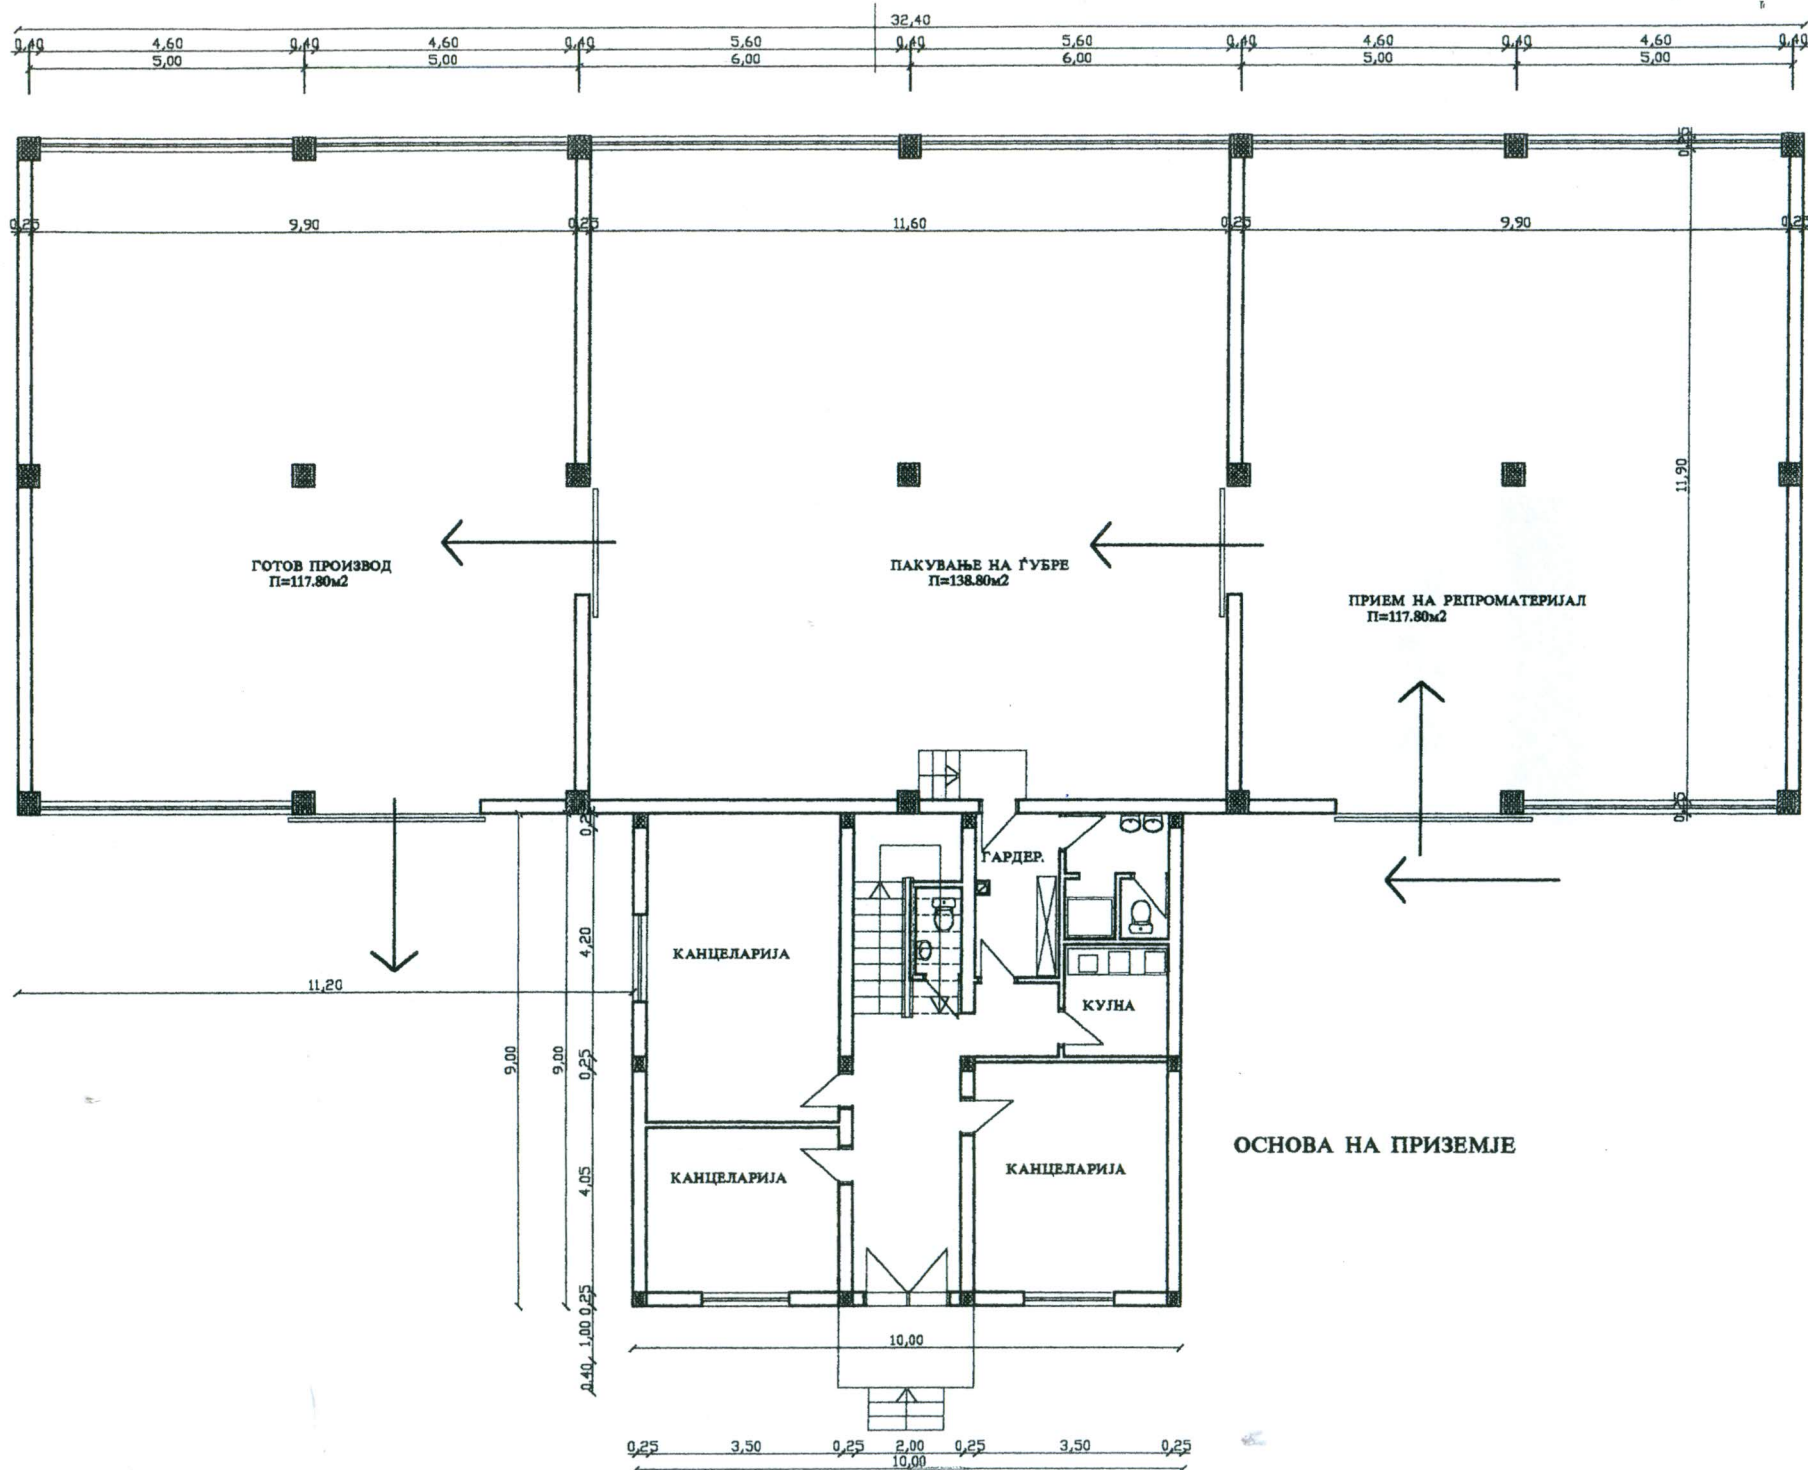 32,40
0,40 4,60 0,40 4,60 0,40 5,60 0,40 5,60 0,40 4,60 0,40 4,60 0,40
5,00 5,00 6,00 6,00 5,00 5,00
0,25
0,25 9,90 0,25 11,60 0,25 9,90 0,25
11,90
ГОТОВ ПРОИЗВОД
П=117.80м2
ПАКУВАЊЕ НА ЃУБРЕ
П=138.80м2
ПРИЕМ НА РЕПРОМАТЕРИЈАЛ
П=117.80м2
0,25
0,25
ГАРДЕР.
4,20
КАНЦЕЛАРИЈА
11,20
КУЈНА
9,00
9,00
0,25
ОСНОВА НА ПРИЗЕМЈЕ
КАНЦЕЛАРИЈА
КАНЦЕЛАРИЈА
4,05
0,25
1,00
10,00
0,40
0,25 3,50 0,25 2,00 0,25 3,50 0,25
10,00